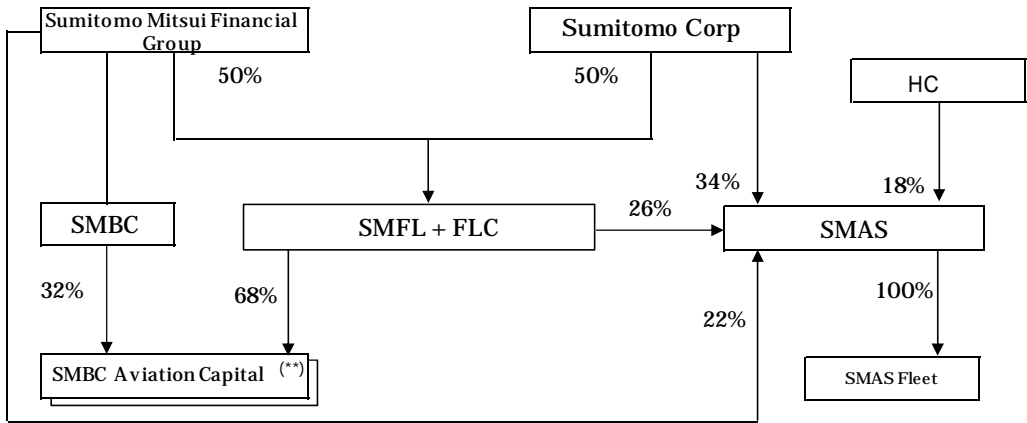 Sumitomo Mitsui Financial
Group
Sumitomo Corp
50%
50%
HC
34%
18%
26%
SMBC
SMFL + FLC
SMAS
32%
68%
100%
22%
SMBC Aviation Capital (**)
SMAS Fleet